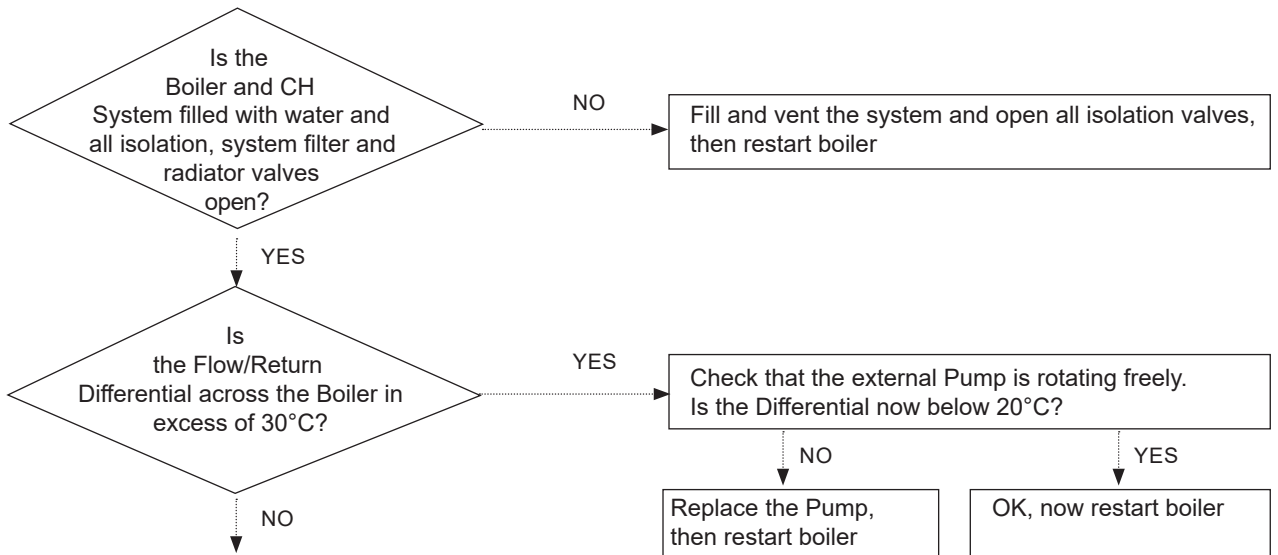 Is the
Boiler and CH
System filled with water and
all isolation, system filter and
radiator valves
open?
NO
Fill and vent the system and open all isolation valves,
then restart boiler
YES
Is
the Flow/Return
Differential across the Boiler in
excess of 30°C?
YES
Check that the external Pump is rotating freely.
Is the Differential now below 20°C?
NO
YES
Replace the Pump,
then restart boiler
OK, now restart boiler
NO